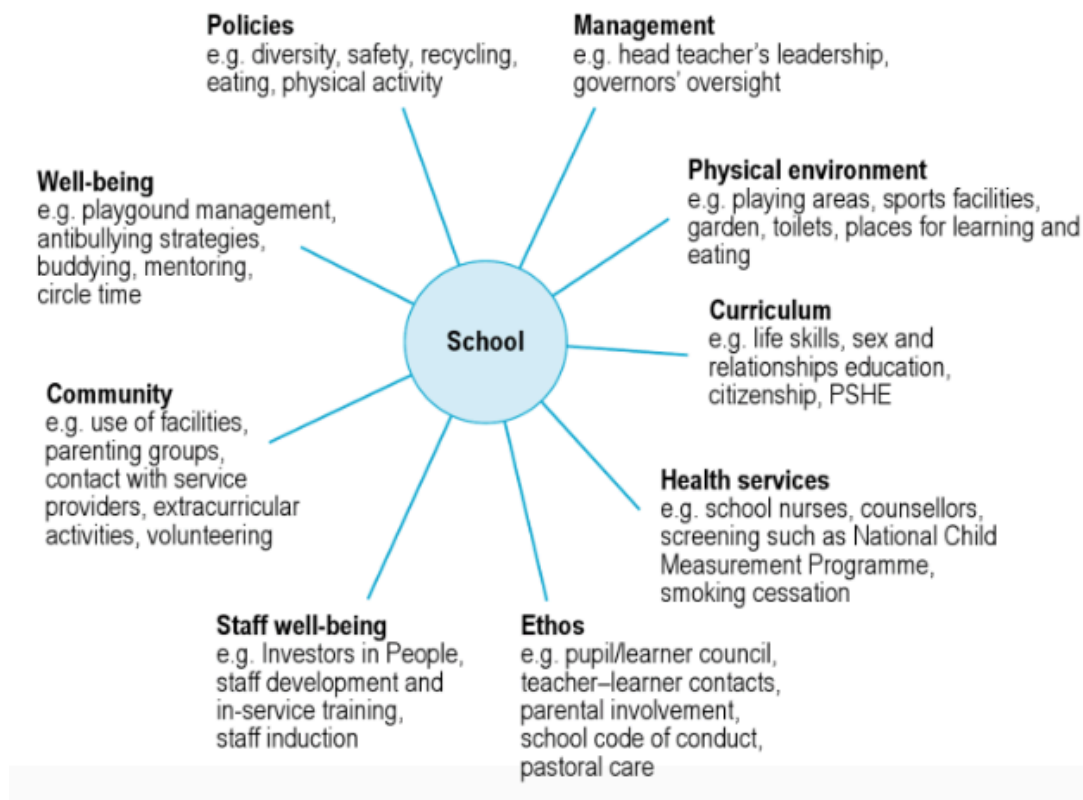 Policies
e.g. diversity, safety, recycling,
eating, physical activity
Management
e.g. head teacher's leadership,
governors' oversight
Well-being
e.g. playgound management,
antibullying strategies,
buddying, mentoring,
circle time
Physical environment
e.g. playing areas, sports facilities,
garden, toilets, places for learning and
eating
School
Curriculum
e.g. life skills, sex and
relationships education,
citizenship, PSHE
Community
e.g. use of facilities,
parenting groups,
contact with service
providers, extracurricular
activities, volunteering
Health services
e.g. school nurses, counsellors,
screening such as National Child
Measurement Programme,
smoking cessation
Staff well-being
e.g. Investors in People,
staff development and
in-service training,
staff induction
Ethos
e.g. pupil/learner council,
teacher–learner contacts,
parental involvement,
school code of conduct,
pastoral care